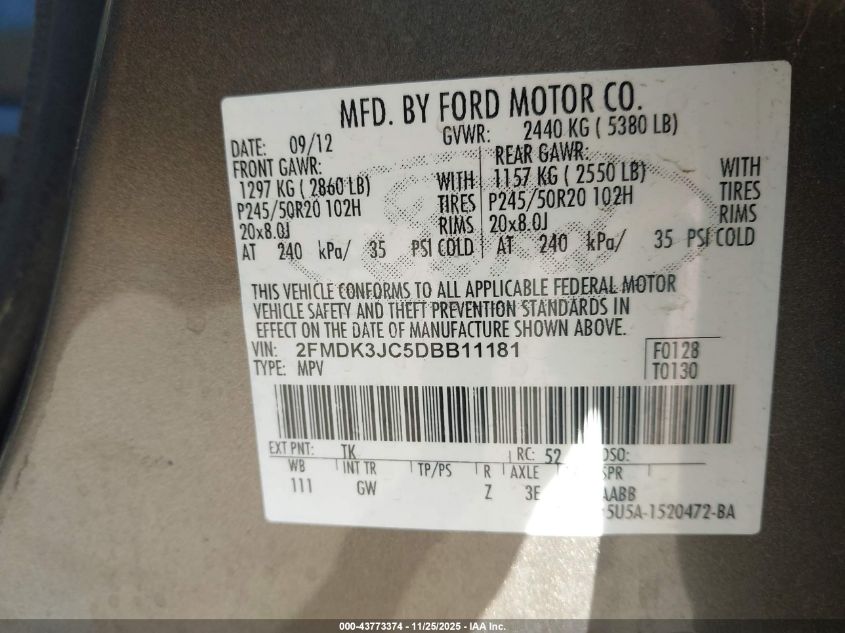 MFD. BY FORD MOTOR CO.
DATE: 09/12 GVWR: 2440 KG ( 5380 LB)
FRONT GAWR: REAR GAWR:
1297 KG ( 2860 LB) WITH 1157 KG ( 2550 LB) WITH
P245/50R20 102H TIRES P245/50R20 102H TIRES
20x8.0J RIMS 20x8.0J RIMS
AT 240 kPa/ 35 PSI COLD AT 240 kPa/ 35 PSI COLD
THIS VEHICLE CONFORMS TO ALL APPLICABLE FEDERAL MOTOR
VEHICLE SAFETY AND THEFT PREVENTION STANDARDS IN
EFFECT ON THE DATE OF MANUFACTURE SHOWN ABOVE.
VIN: 2FMDK3JC5DBB11181 F0128
TYPE: MPV T0130
EXT PNT: TK RC: 52 DSO:
WB INT TR TP/PS R AXLE SPR
111 GW Z 3E AABB
5U5A-1520472-BA
000-43773374 - 11/25/2025 - IAA Inc.